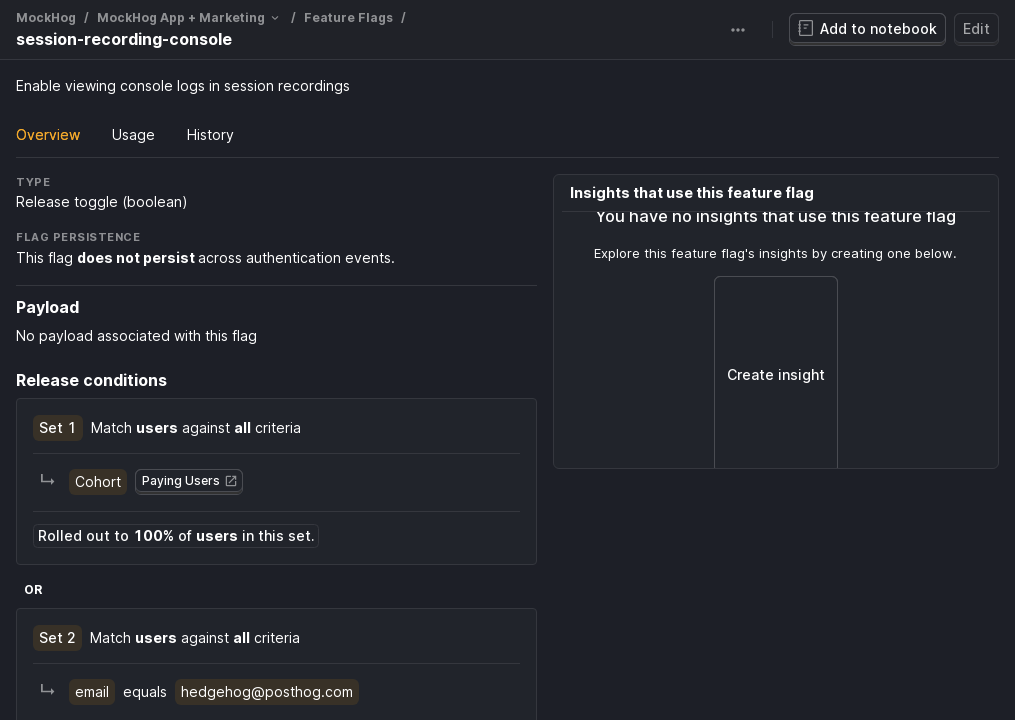 MockHog / MockHog App + Marketing / Feature Flags /
session-recording-console
Add to notebook
Edit
Enable viewing console logs in session recordings
Overview
Usage
History
TYPE
Release toggle (boolean)
FLAG PERSISTENCE
This flag does not persist across authentication events.
Payload
No payload associated with this flag
Release conditions
Set 1 Match users against all criteria
Cohort Paying Users
Rolled out to 100% of users in this set.
OR
Set 2 Match users against all criteria
email equals hedgehog@posthog.com
Insights that use this feature flag
You have no insights that use this feature flag
Explore this feature flag's insights by creating one below.
Create insight